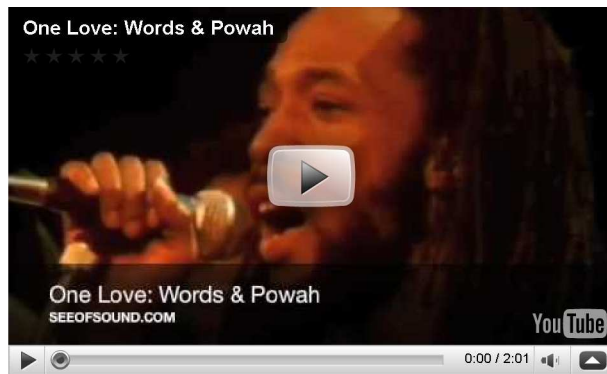 One Love: Words & Powah
One Love: Words & Powah
SEEOFSOUND.COM
YouTube
0:00 / 2:01